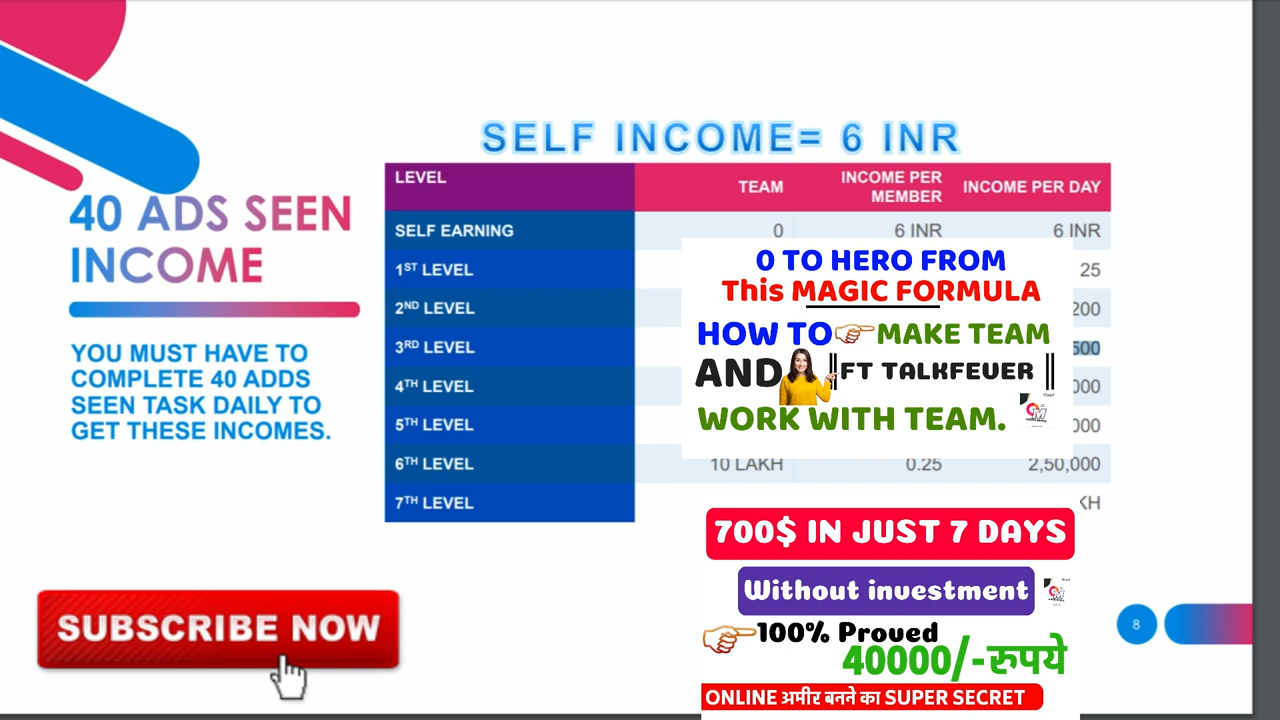 SELF INCOME= 6 INR
40 ADS SEEN
INCOME
YOU MUST HAVE TO
COMPLETE 40 ADDS
SEEN TASK DAILY TO
GET THESE INCOMES.
LEVEL TEAM INCOME PER MEMBER INCOME PER DAY
SELF EARNING 0 6 INR 6 INR
1ST LEVEL 25
2ND LEVEL 200
3RD LEVEL 500
4TH LEVEL 000
5TH LEVEL 000
6TH LEVEL 10 LAKH 0.25 2,50,000
7TH LEVEL KH
0 TO HERO FROM
This MAGIC FORMULA
HOW TO MAKE TEAM
AND FT TALKFEVER
WORK WITH TEAM.
700$ IN JUST 7 DAYS
Without investment
100% Proved
40000/-रुपये
ONLINE अमीर बनने का SUPER SECRET
SUBSCRIBE NOW
8